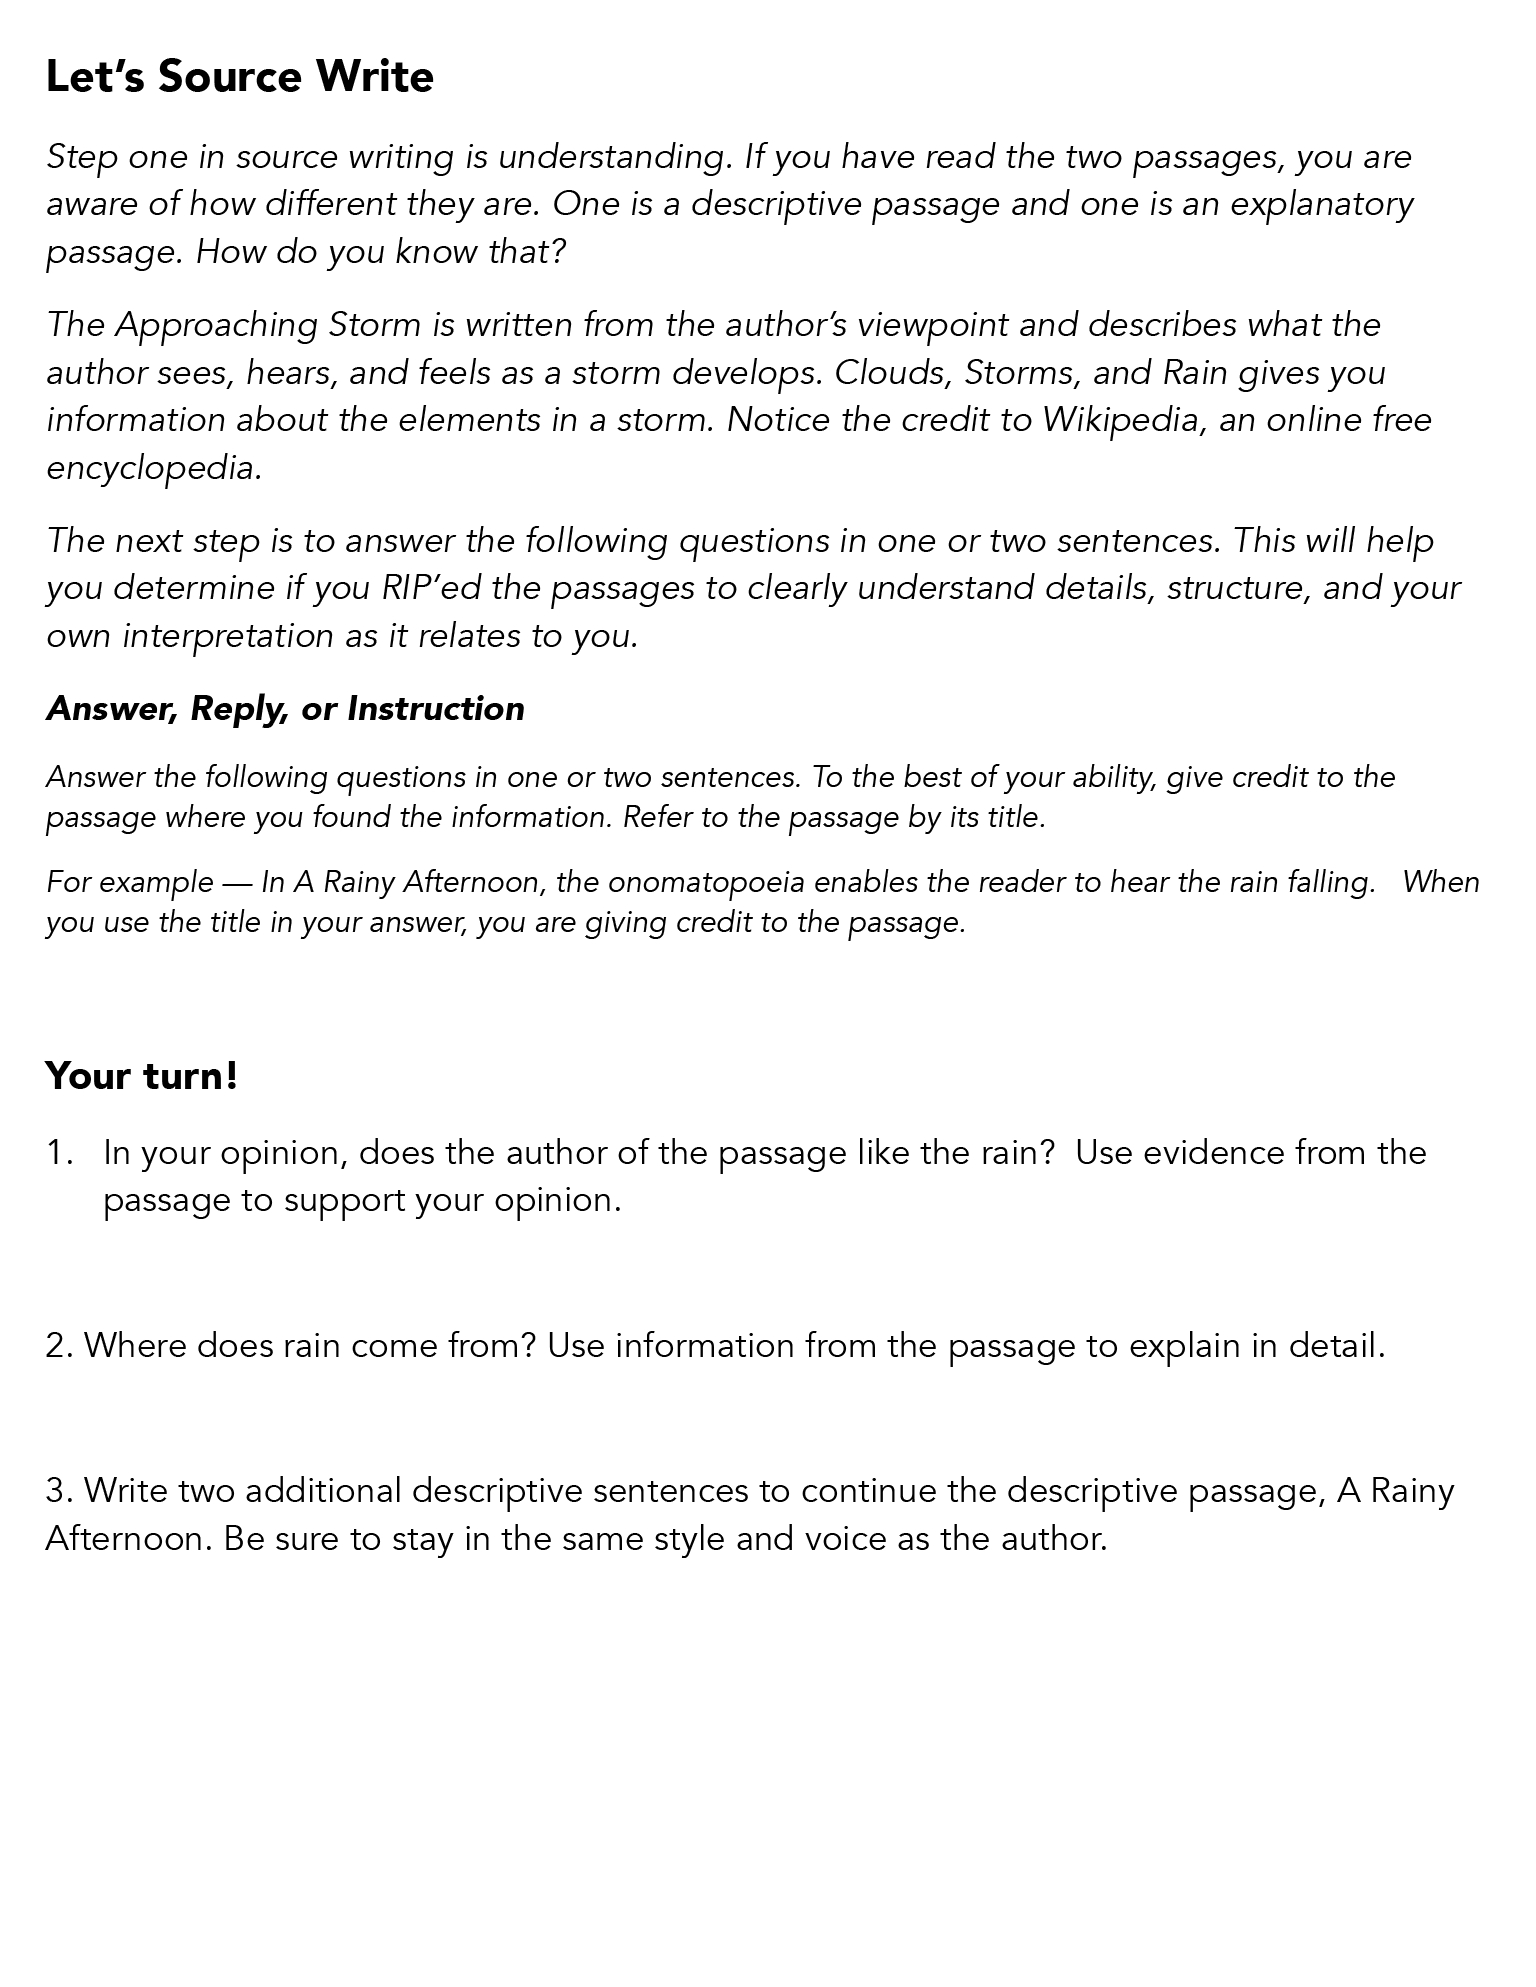 Let’s Source Write
Step one in source writing is understanding. If you have read the two passages, you are
aware of how different they are. One is a descriptive passage and one is an explanatory
passage. How do you know that?
The Approaching Storm is written from the author’s viewpoint and describes what the
author sees, hears, and feels as a storm develops. Clouds, Storms, and Rain gives you
information about the elements in a storm. Notice the credit to Wikipedia, an online free
encyclopedia.
The next step is to answer the following questions in one or two sentences. This will help
you determine if you RIP’ed the passages to clearly understand details, structure, and your
own interpretation as it relates to you.
Answer, Reply, or Instruction
Answer the following questions in one or two sentences. To the best of your ability, give credit to the
passage where you found the information. Refer to the passage by its title.
For example — In A Rainy Afternoon, the onomatopoeia enables the reader to hear the rain falling.   When
you use the title in your answer, you are giving credit to the passage.
Your turn!
1.   In your opinion, does the author of the passage like the rain?  Use evidence from the
passage to support your opinion.
2. Where does rain come from? Use information from the passage to explain in detail.
3. Write two additional descriptive sentences to continue the descriptive passage, A Rainy
Afternoon. Be sure to stay in the same style and voice as the author.